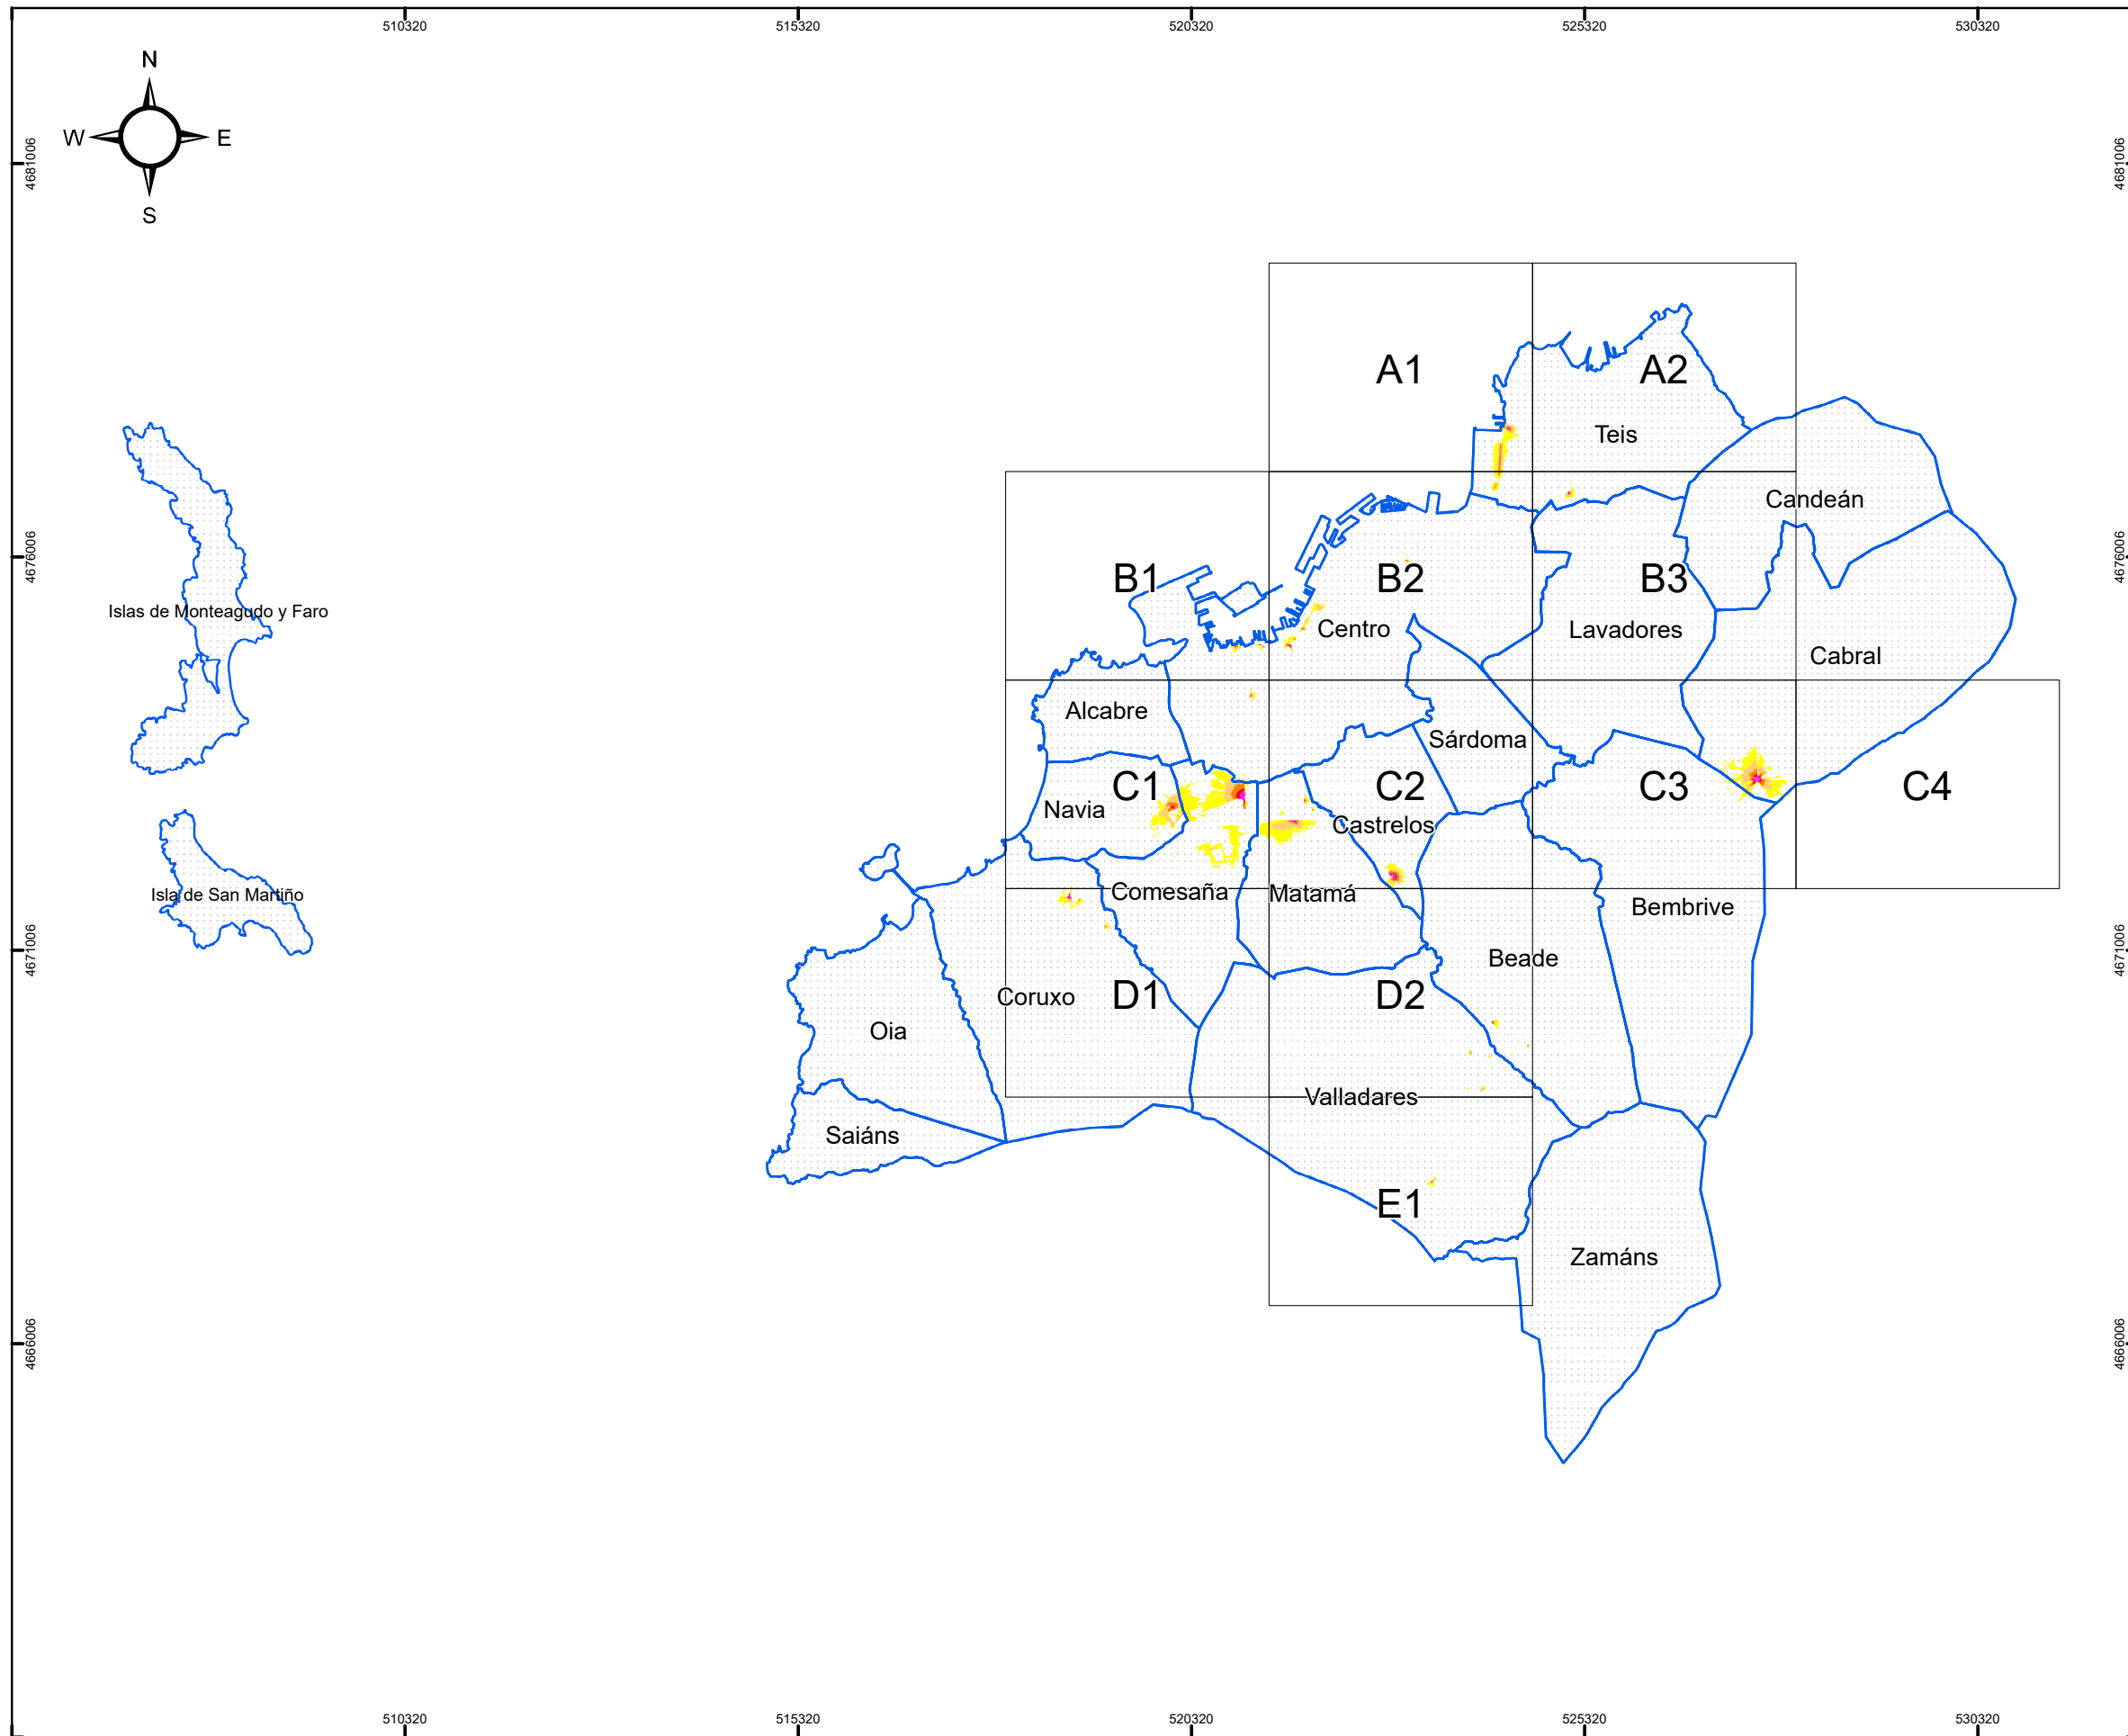 510320 515320 520320 525320 530320
N
W E
S
4681006 4681006
A1 A2
Teis
Candeán
4676006 4676006
B1 B2 B3
Islas de Monteagudo y Faro
Centro Lavadores
Cabral
Alcabre
Sárdoma
C1 C2 C3 C4
Navia
Castrelos
Comesaña Matamá
Isla de San Martiño
Bembrive
Beade
4671006 4671006
Coruxo D1 D2
Oia
Valladares
Saiáns
E1
Zamáns
4666006 4666006
510320 515320 520320 525320 530320